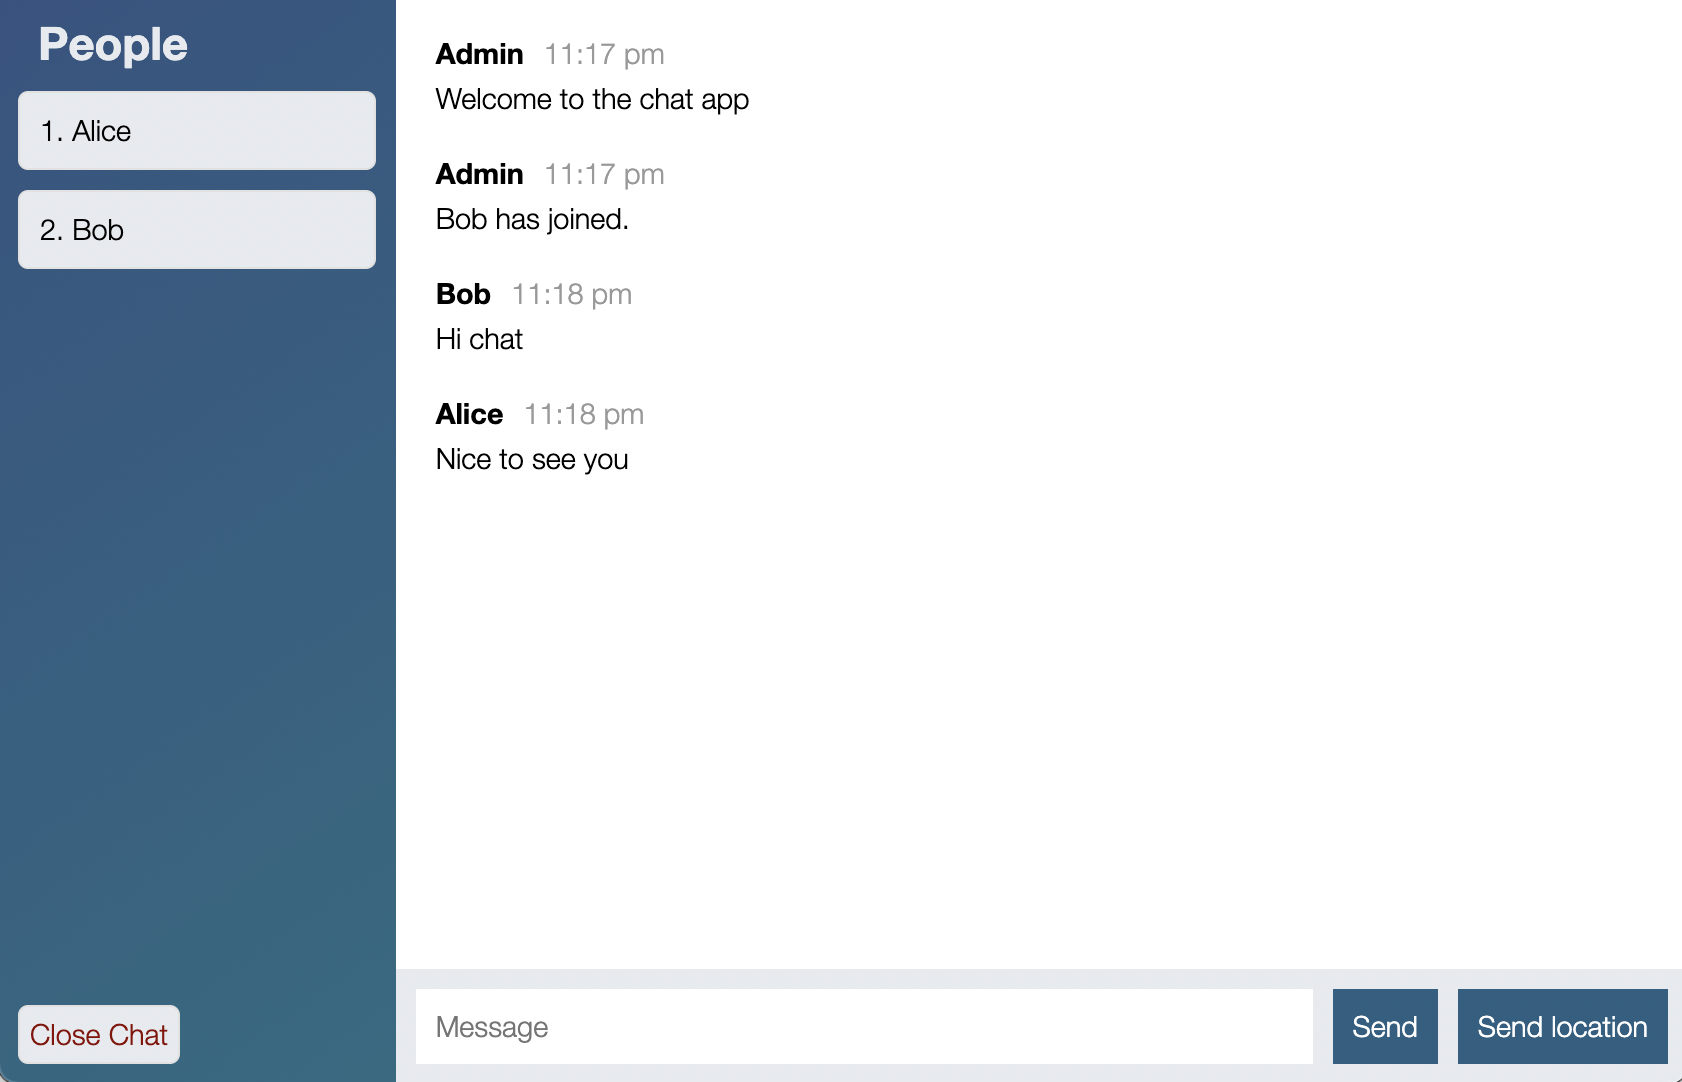 People
1. Alice
2. Bob
Close Chat
Admin 11:17 pm
Welcome to the chat app
Admin 11:17 pm
Bob has joined.
Bob 11:18 pm
Hi chat
Alice 11:18 pm
Nice to see you
Message
Send
Send location